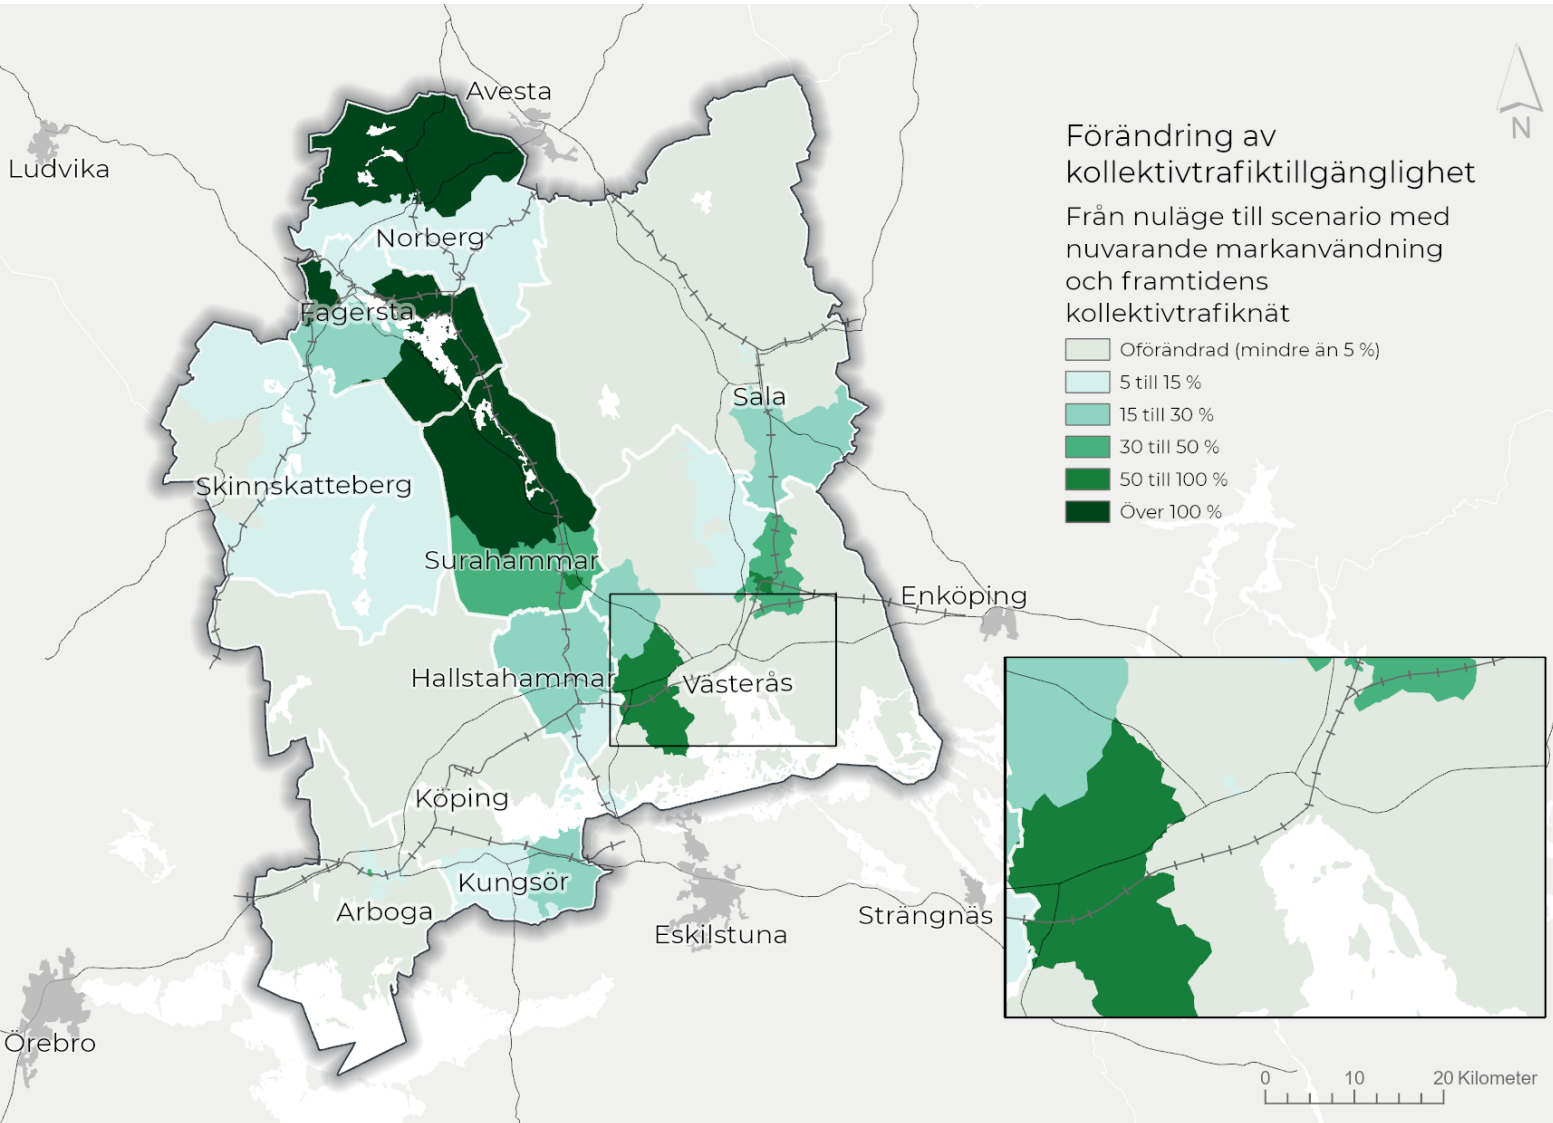 Avesta
Ludvika
Norberg
Fagersta
Sala
Skinnskatteberg
Surahammar
Enköping
Hallstahammar
Västerås
Köping
Kungsör
Arboga
Strängnäs
Eskilstuna
Örebro
N
Förändring av
kollektivtrafiktillgänglighet
Från nuläge till scenario med
nuvarande markanvändning
och framtidens
kollektivtrafiknät
Oförändrad (mindre än 5 %)
5 till 15 %
15 till 30 %
30 till 50 %
50 till 100 %
Över 100 %
0 10 20 Kilometer